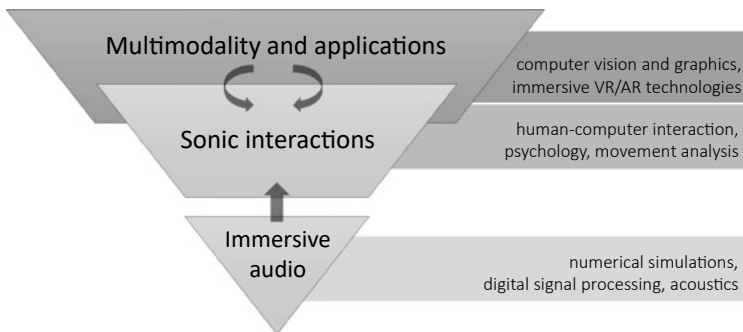 Multimodality and applications
computer vision and graphics,
immersive VR/AR technologies
Sonic interactions
human-computer interaction,
psychology, movement analysis
Immersive
audio
numerical simulations,
digital signal processing, acoustics